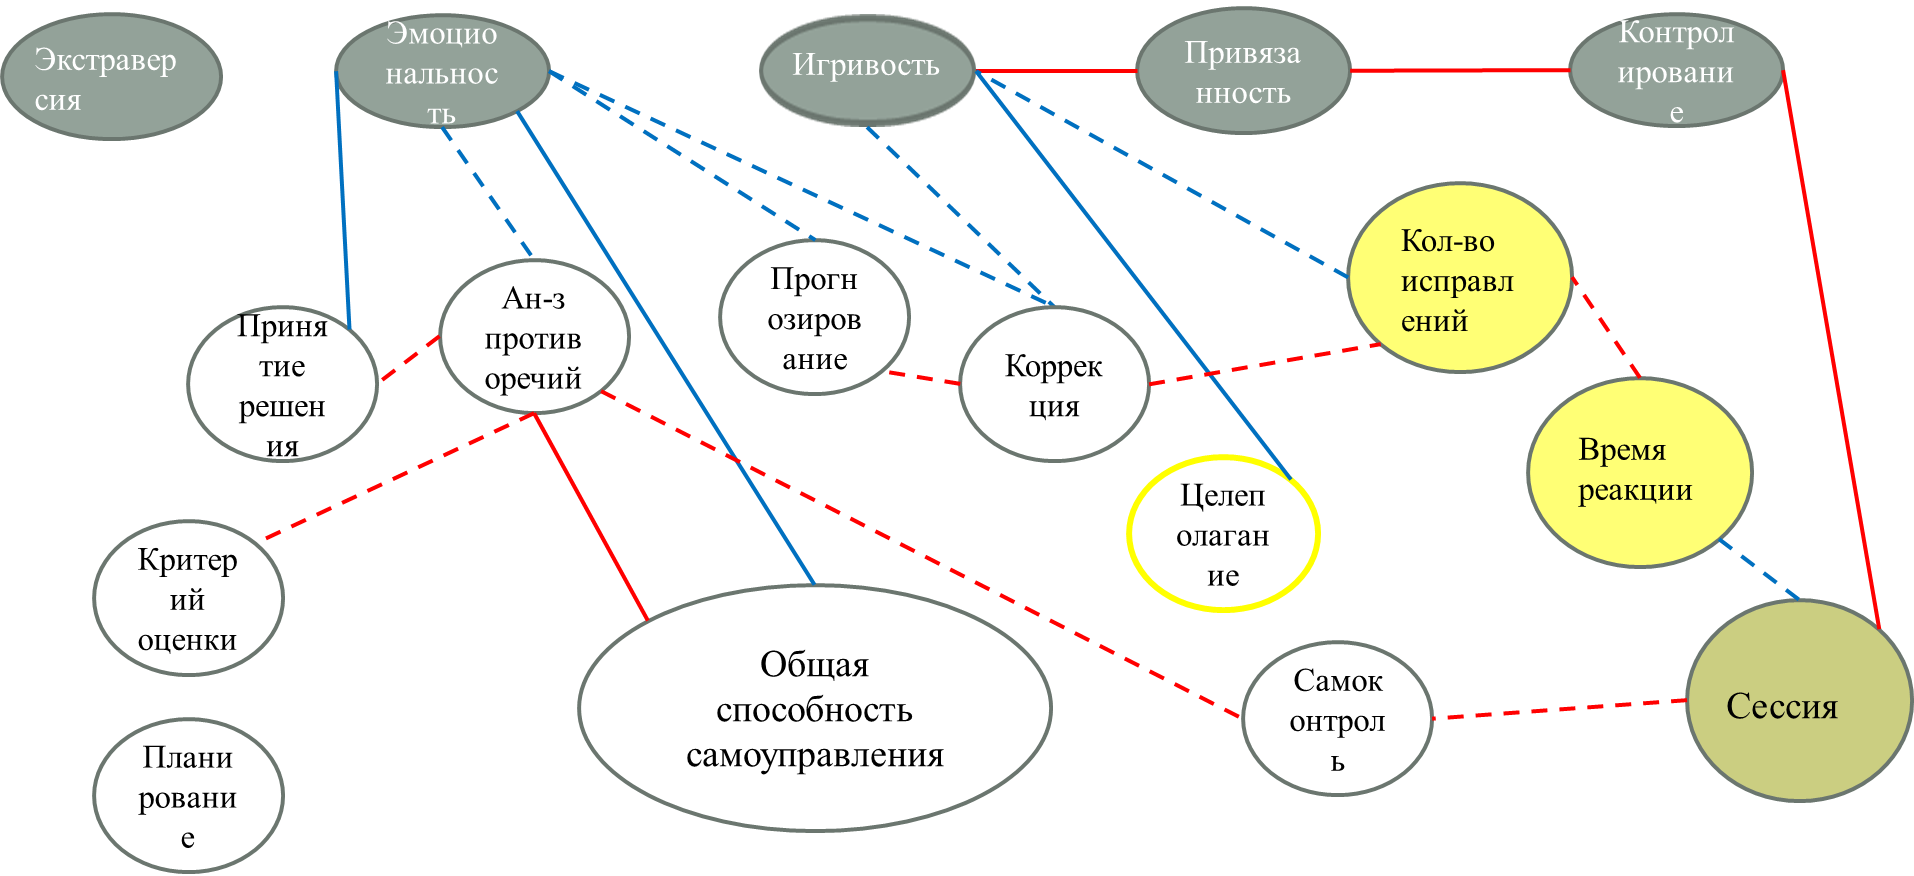 Экстравер
сия
Эмоцио
нальнос
ть
Игривость
Привяза
нность
Контрол
ировани
е
Кол-во
исправл
ений
Прогн
озиров
ание
Ан-з
против
оречий
Приня
тие
решен
ия
Коррек
ция
Время
реакции
Целеп
олаган
ие
Критер
ий
оценки
Общая
способность
самоуправления
Самок
онтрол
ь
Сессия
Плани
ровани
е